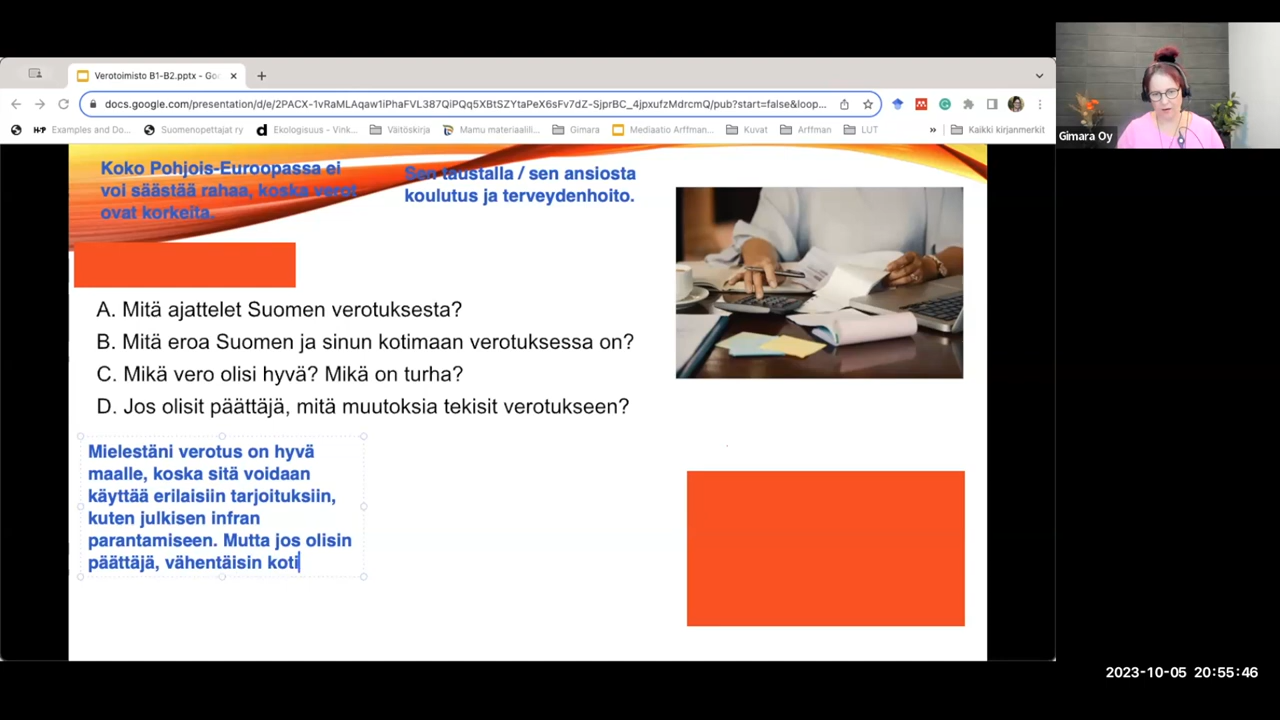 Verotoimisto B1-B2.pptx - Go
docs.google.com/presentation/d/e/2PACX-1vRaMLAqaw1iPhaFVL387QiPQq5XBtSZYtaPeX6sFv7dZ-SjprBC_4jpxufzMdrcmQ/pub?start=false&loop...
Examples and Do... Suomenopettajat ry Ekologisuus - Vink... Väitöskirja Mamu materiaalil... Gimara Mediaatio Arffman... Kuvat Arffman LUT » Kaikki kirjanmerkit
Gimara Oy
Koko Pohjois-Euroopassa ei
voi säästää rahaa, koska verot
ovat korkeita.
Sen taustalla / sen ansiosta
koulutus ja terveydenhoito.
A. Mitä ajattelet Suomen verotuksesta?
B. Mitä eroa Suomen ja sinun kotimaan verotuksessa on?
C. Mikä vero olisi hyvä? Mikä on turha?
D. Jos olisit päättäjä, mitä muutoksia tekisit verotukseen?
Mielestäni verotus on hyvä
maalle, koska sitä voidaan
käyttää erilaisiin tarjoituksiin,
kuten julkisen infran
parantamiseen. Mutta jos olisin
päättäjä, vähentäisin koti
2023-10-05 20:55:46